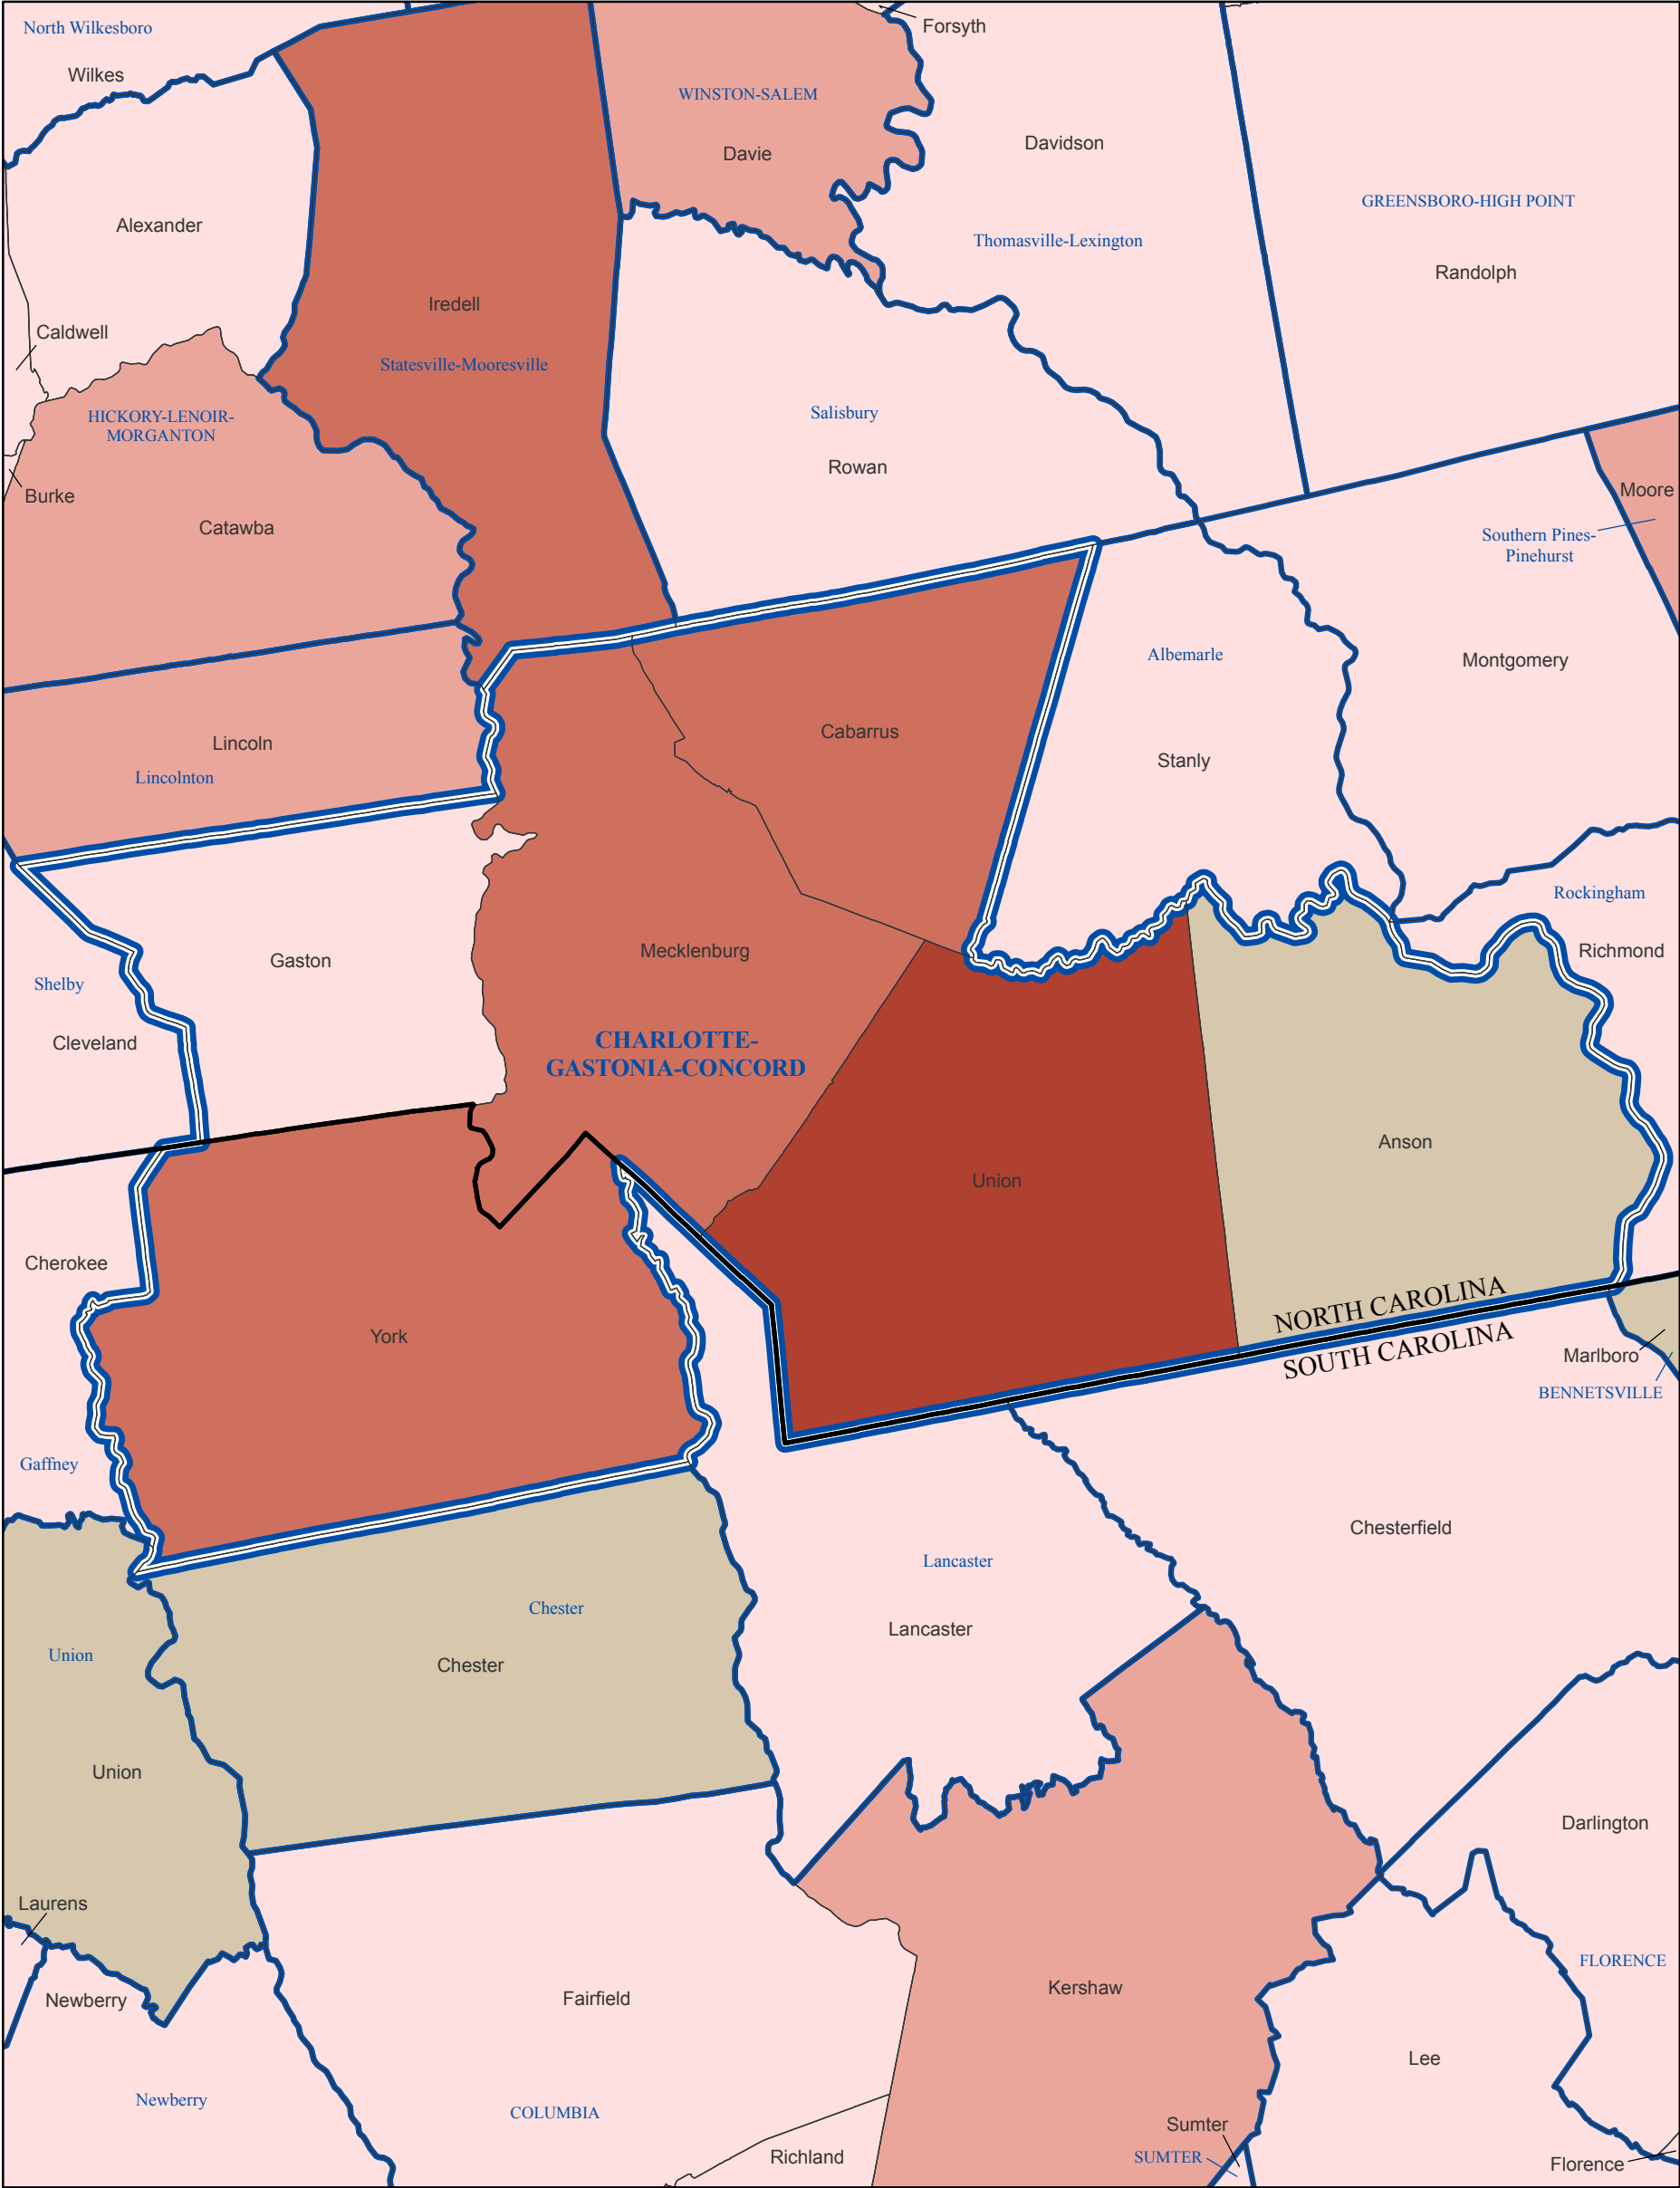 North Wilkesboro
Wilkes
Forsyth
WINSTON-SALEM
Davie
Davidson
Thomasville-Lexington
GREENSBORO-HIGH POINT
Randolph
Alexander
Caldwell
Iredell
Statesville-Mooresville
HICKORY-LENOIR-
MORGANTON
Burke
Catawba
Salisbury
Rowan
Moore
Southern Pines-
Pinehurst
Montgomery
Albemarle
Stanly
Cabarrus
Lincoln
Lincolnton
Rockingham
Richmond
Gaston
Mecklenburg
Shelby
Cleveland
CHARLOTTE-
GASTONIA-CONCORD
Anson
Union
Cherokee
York
NORTH CAROLINA
SOUTH CAROLINA
Marlboro
BENNETSVILLE
Gaffney
Chesterfield
Lancaster
Lancaster
Chester
Chester
Union
Union
Darlington
Laurens
Newberry
Fairfield
Kershaw
FLORENCE
Lee
Newberry
COLUMBIA
Richland
Sumter
SUMTER
Florence